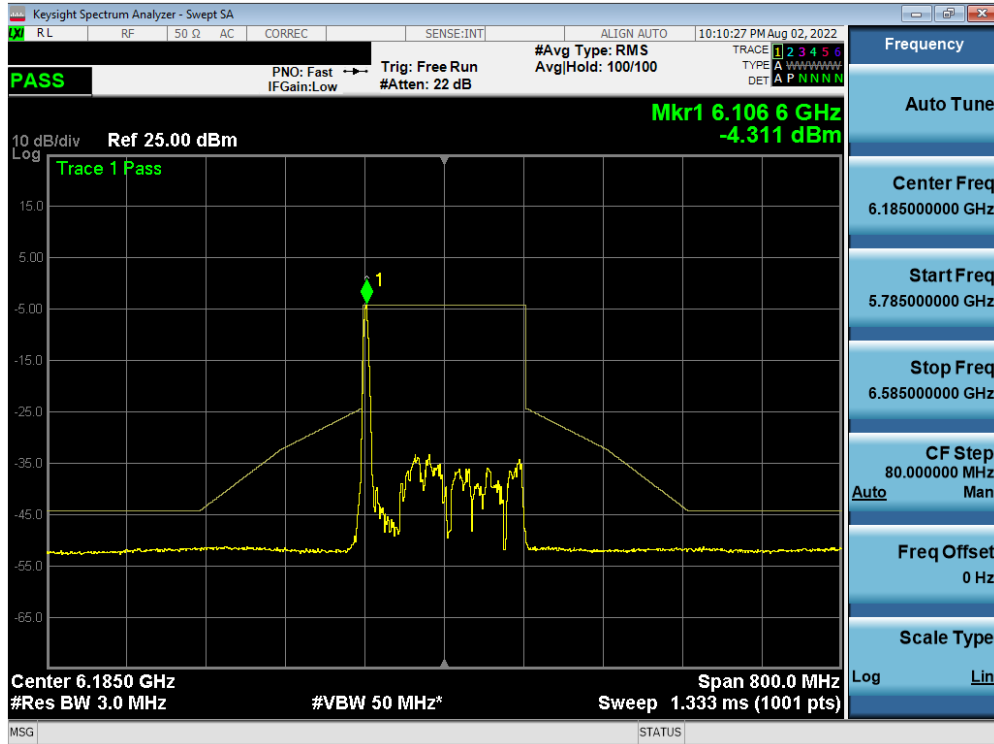 Keysight Spectrum Analyzer - Swept SA
LXI RL RF 50 Ω AC CORREC SENSE:INT ALIGN AUTO 10:10:27 PM Aug 02, 2022
PASS
PNO: Fast
IFGain:Low
Trig: Free Run
#Atten: 22 dB
#Avg Type: RMS
Avg|Hold: 100/100
TRACE 1 2 3 4 5 6
TYPE A WWWWW
DET A P N N N N
Mkr1 6.106 6 GHz
-4.311 dBm
10 dB/div Ref 25.00 dBm
Log
Trace 1 Pass
15.0
5.00
1
-5.00
-15.0
-25.0
-35.0
-45.0
-55.0
-65.0
Center 6.1850 GHz Span 800.0 MHz
#Res BW 3.0 MHz #VBW 50 MHz* Sweep 1.333 ms (1001 pts)
MSG STATUS
Frequency
Auto Tune
Center Freq
6.185000000 GHz
Start Freq
5.785000000 GHz
Stop Freq
6.585000000 GHz
CF Step
80.000000 MHz
Auto Man
Freq Offset
0 Hz
Scale Type
Log Lin